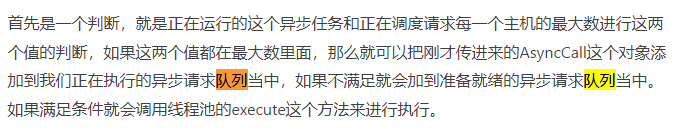 首先是一个判断，就是正在运行的这个异步任务和正在调度请求每一个主机的最大数进行这两
个值的判断，如果这两个值都在最大数里面，那么就可以把刚才传进来的AsyncCall这个对象添
加到我们正在执行的异步请求队列当中，如果不满足就会加到准备就绪的异步请求队列当中。
如果满足条件就会调用线程池的execute这个方法来进行执行。